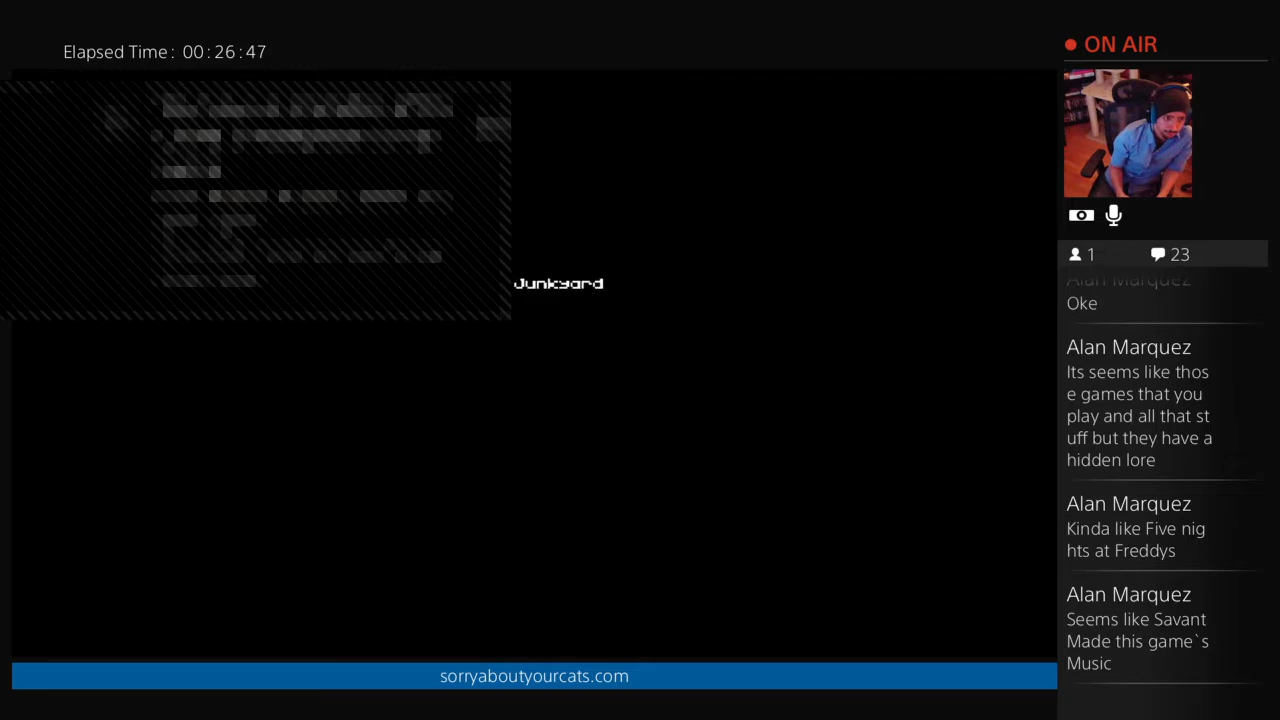 Elapsed Time: 00:26:47
ON AIR
1 23
Alan Marquez
Oke
Junkyard
Alan Marquez
Its seems like thos
e games that you
play and all that st
uff but they have a
hidden lore
Alan Marquez
Kinda like Five nig
hts at Freddys
Alan Marquez
Seems like Savant
Made this game`s
Music
sorryaboutyourcats.com